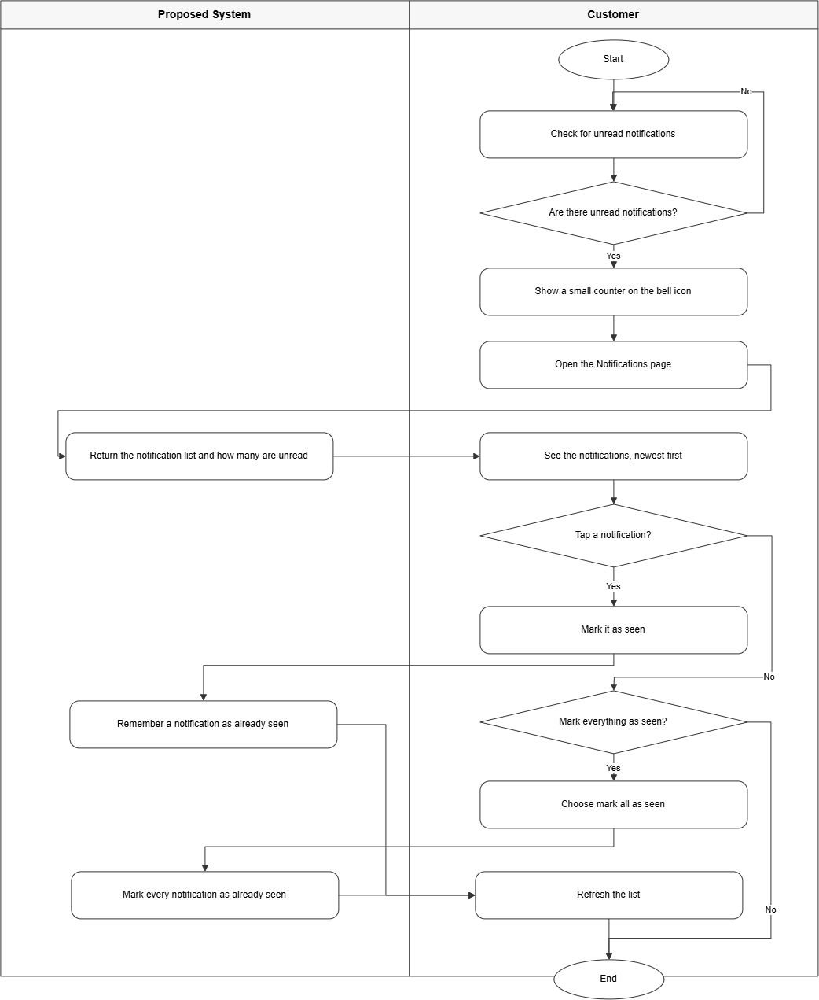 Proposed System
Customer
Start
No
Check for unread notifications
Are there unread notifications?
Yes
Show a small counter on the bell icon
Open the Notifications page
Return the notification list and how many are unread
See the notifications, newest first
Tap a notification?
Yes
Mark it as seen
No
Remember a notification as already seen
Mark everything as seen?
Yes
Choose mark all as seen
Mark every notification as already seen
Refresh the list
No
End